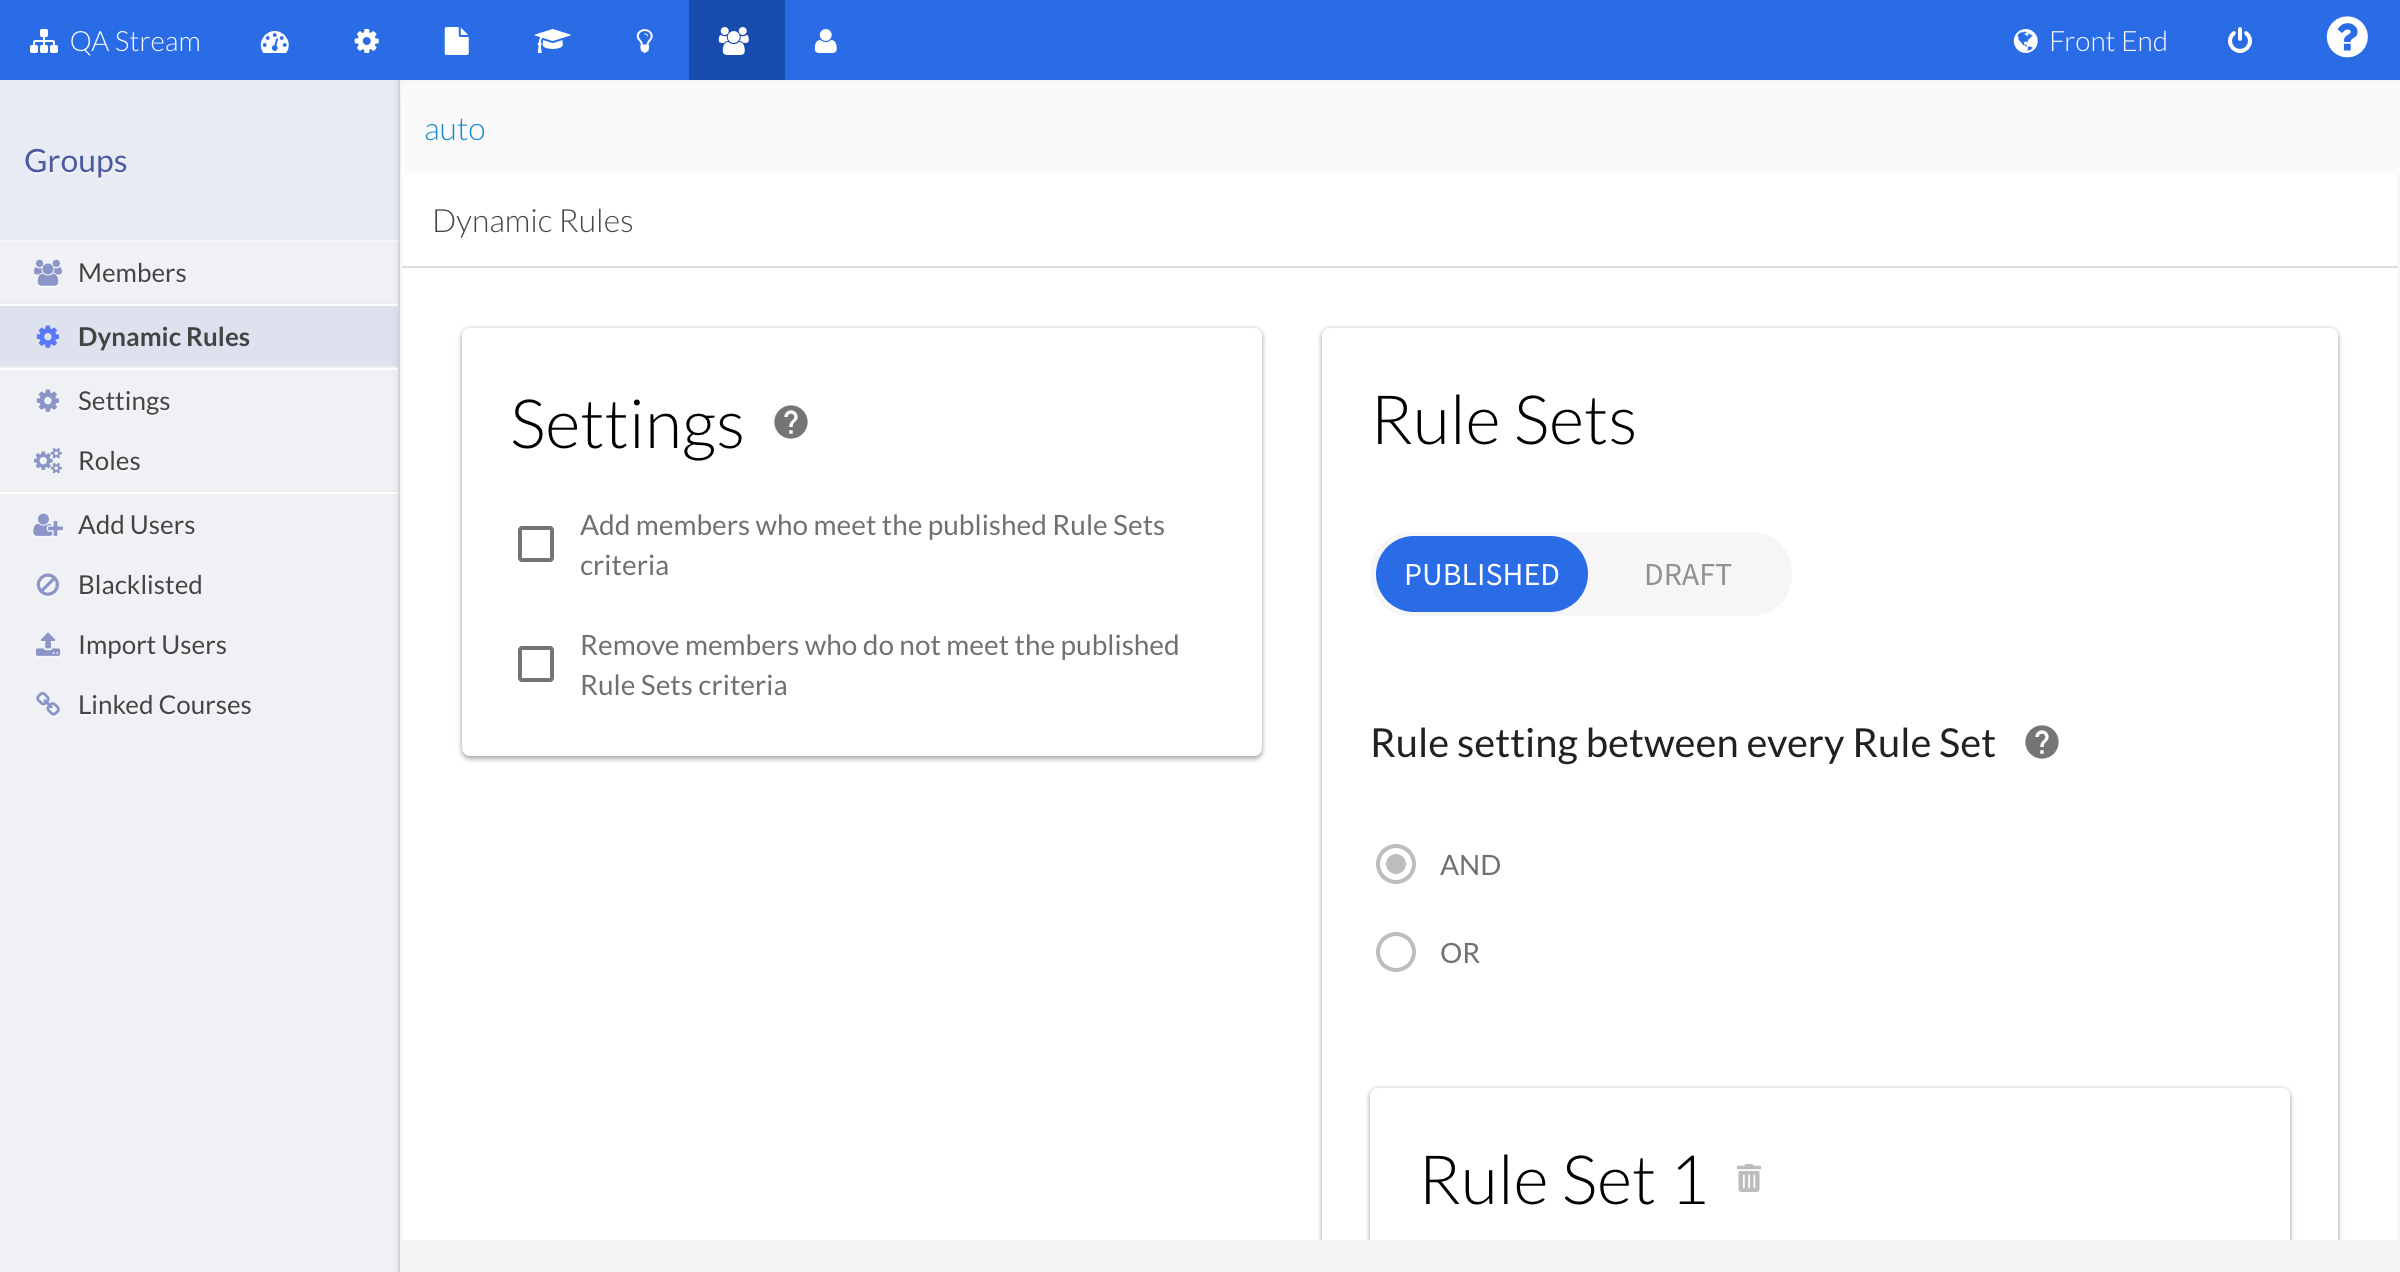 QA Stream
Front End
Groups
Members
Dynamic Rules
Settings
Roles
Add Users
Blacklisted
Import Users
Linked Courses
auto
Dynamic Rules
Settings
Add members who meet the published Rule Sets
criteria
Remove members who do not meet the published
Rule Sets criteria
Rule Sets
PUBLISHED DRAFT
Rule setting between every Rule Set
AND
OR
Rule Set 1